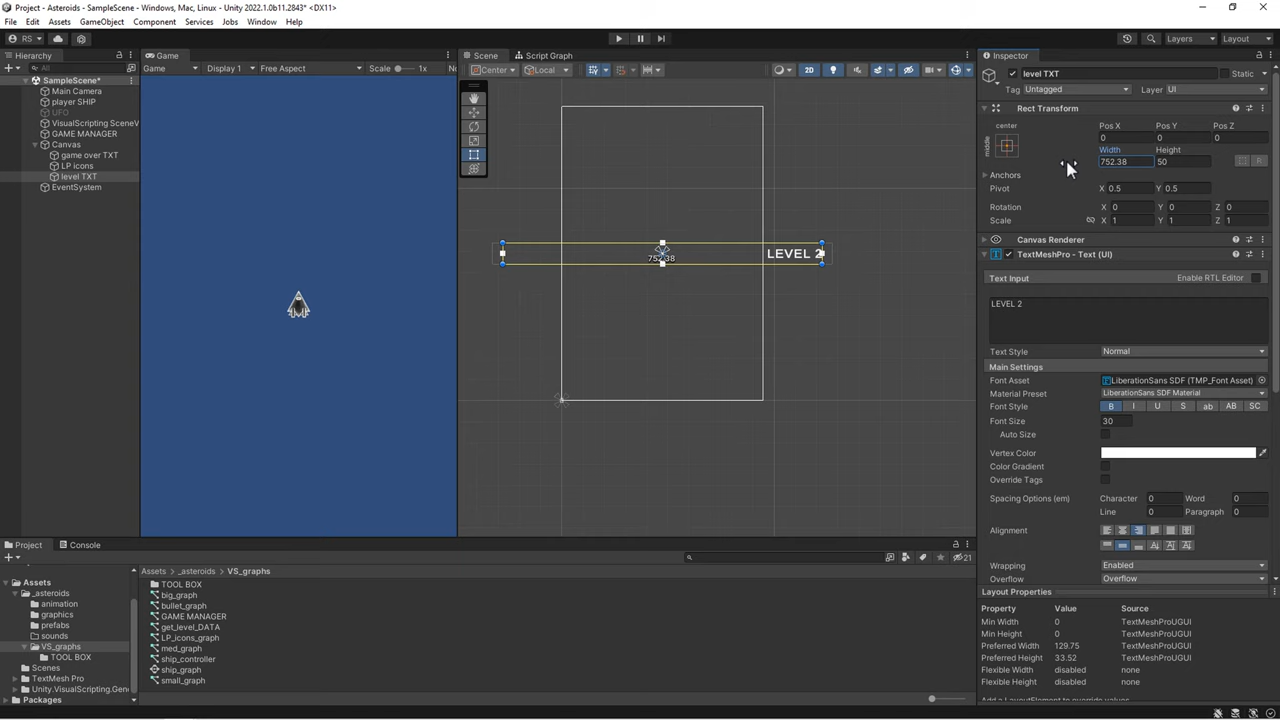 Project - Asteroids - SampleScene - Windows, Mac, Linux - Unity 2022.1.0b11.2843* <DX11>
File Edit Assets GameObject Component Services Jobs Window Help
RS Layers Layout
Hierarchy Game Scene Script Graph Inspector
All Game Display 1 Free Aspect Scale 1x Center Local 2D level TXT Static
Tag Untagged Layer UI
SampleScene*
Main Camera
player SHIP
UFO
VisualScripting SceneV
GAME MANAGER
Canvas
game over TXT
LP icons
level TXT
EventSystem
LEVEL 2
752.38
Rect Transform
center
middle
Pos X Pos Y Pos Z
0 0 0
Width Height
752.38 50 R
Anchors
Pivot X 0.5 Y 0.5
Rotation X 0 Y 0 Z 0
Scale X 1 Y 1 Z 1
Canvas Renderer
TextMeshPro - Text (UI)
Text Input Enable RTL Editor
LEVEL 2
Text Style Normal
Main Settings
Font Asset LiberationSans SDF (TMP_Font Asset)
Material Preset LiberationSans SDF Material
Font Style B I U S ab AB SC
Font Size 30
Auto Size
Vertex Color
Color Gradient
Override Tags
Spacing Options (em) Character 0 Word 0
Line 0 Paragraph 0
Alignment
Wrapping Enabled
Overflow Overflow
Layout Properties
Property Value Source
Min Width 0 TextMeshProUGUI
Min Height 0 TextMeshProUGUI
Preferred Width 129.75 TextMeshProUGUI
Preferred Height 33.52 TextMeshProUGUI
Flexible Width disabled none
Flexible Height disabled none
Project Console
21
Assets
_asteroids
animation
graphics
prefabs
sounds
VS_graphs
TOOL BOX
Scenes
TextMesh Pro
Unity.VisualScripting.Gene
Packages
Assets _asteroids VS_graphs
TOOL BOX
big_graph
bullet_graph
GAME MANAGER
get_level_DATA
LP_icons_graph
med_graph
ship_controller
ship_graph
small_graph